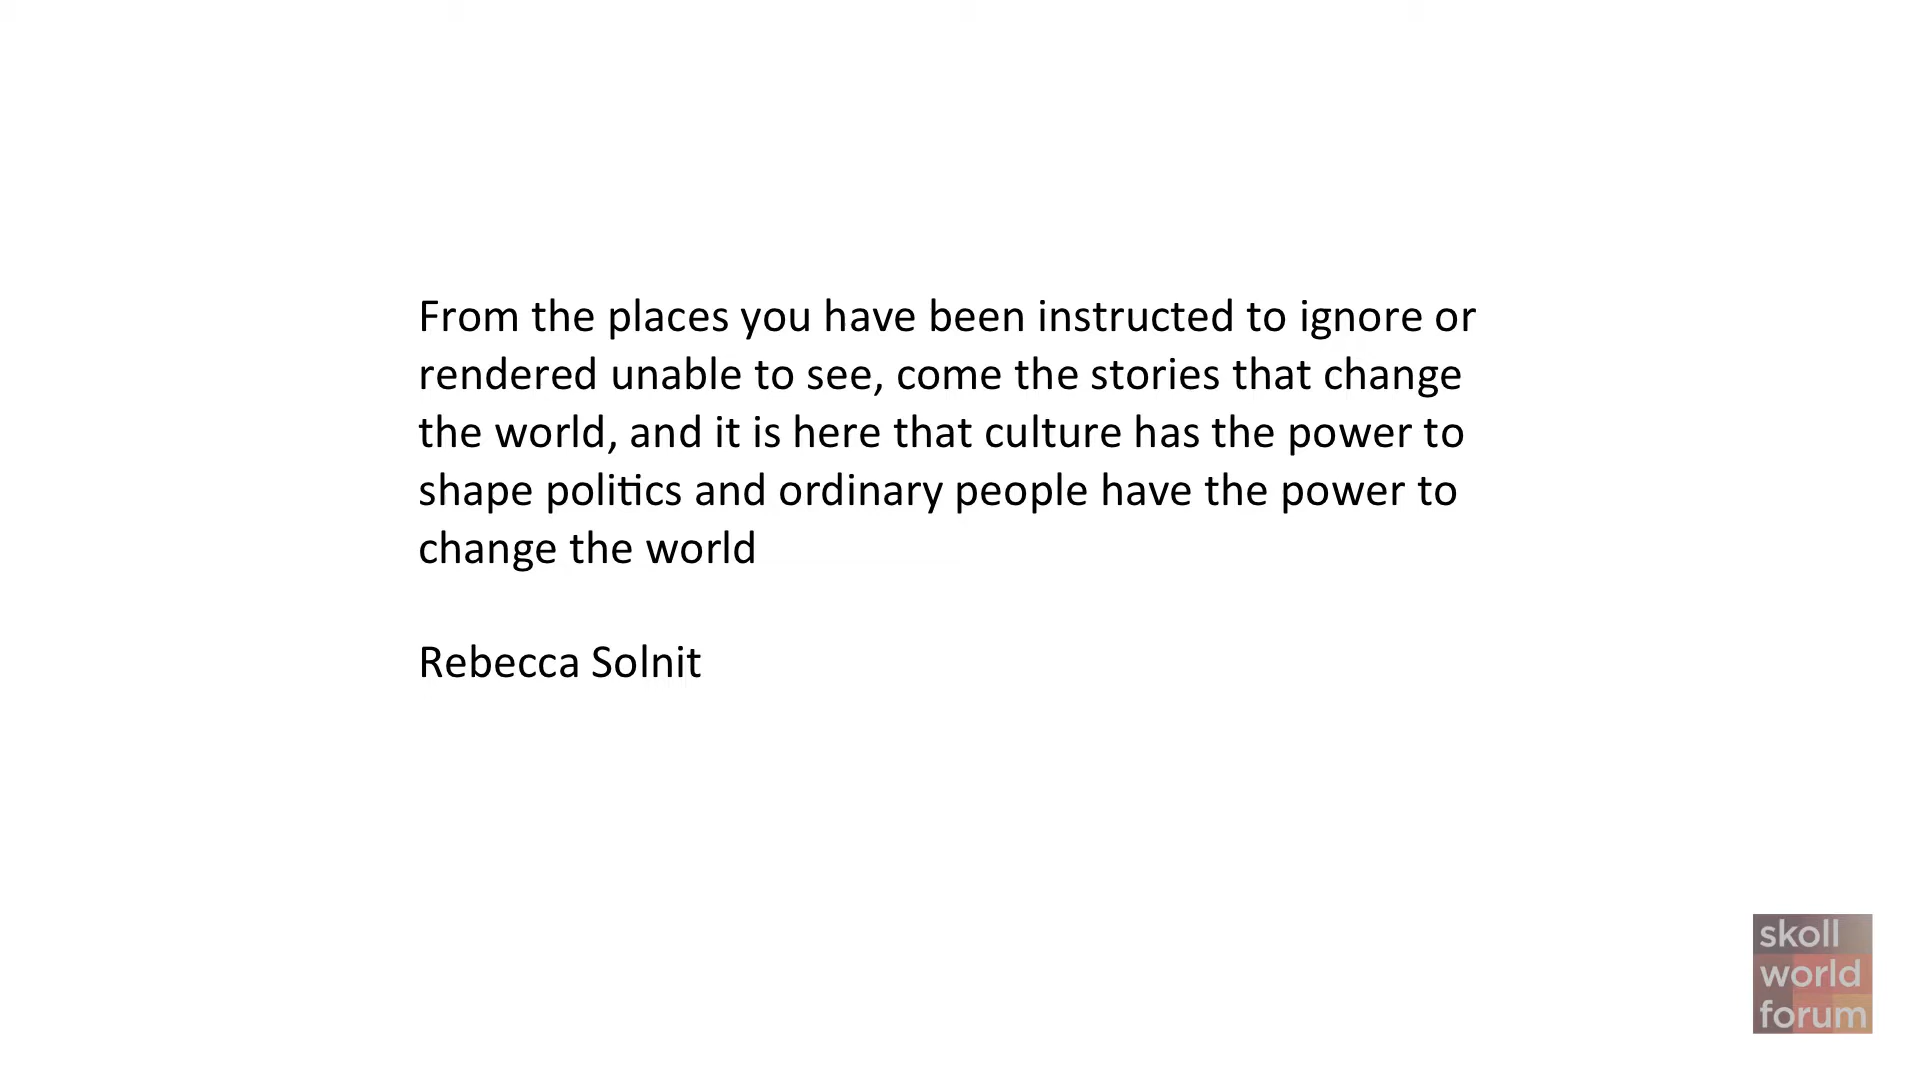 From the places you have been instructed to ignore or
rendered unable to see, come the stories that change
the world, and it is here that culture has the power to
shape politics and ordinary people have the power to
change the world
Rebecca Solnit
skoll
world
forum